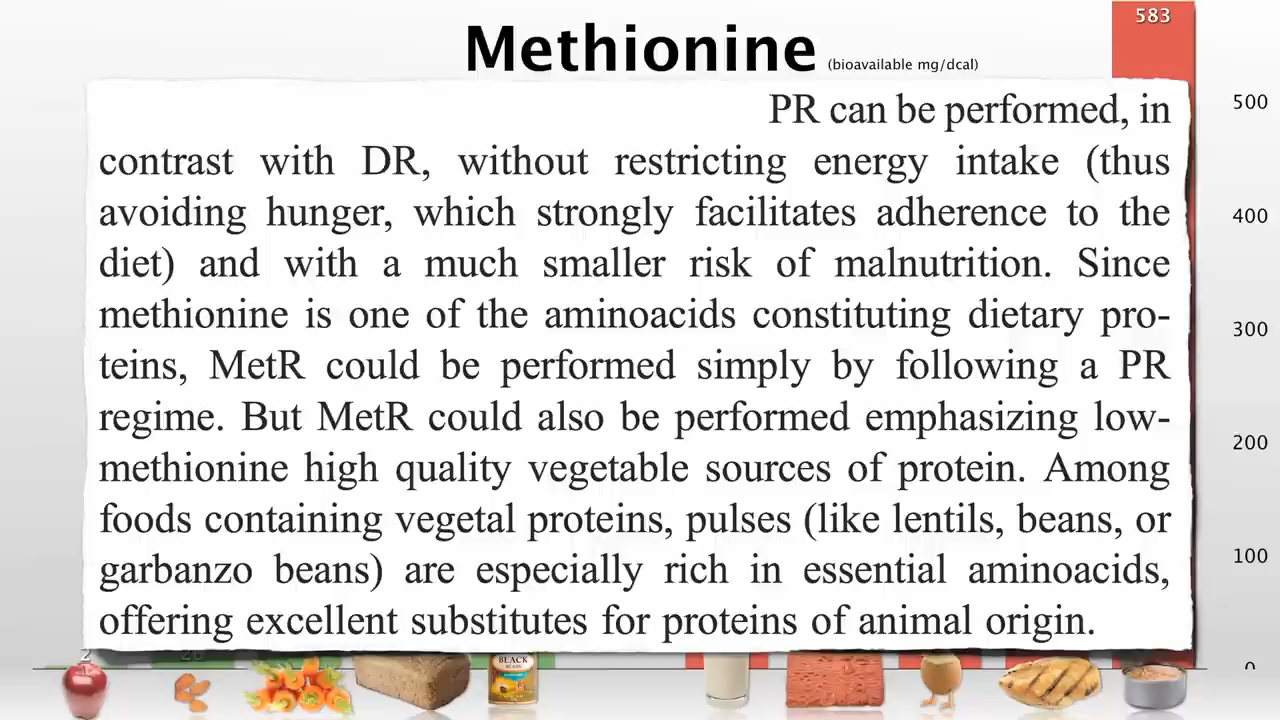 583
Methionine (bioavailable mg/dcal)
PR can be performed, in
contrast with DR, without restricting energy intake (thus
avoiding hunger, which strongly facilitates adherence to the
diet) and with a much smaller risk of malnutrition. Since
methionine is one of the aminoacids constituting dietary pro-
teins, MetR could be performed simply by following a PR
regime. But MetR could also be performed emphasizing low-
methionine high quality vegetable sources of protein. Among
foods containing vegetal proteins, pulses (like lentils, beans, or
garbanzo beans) are especially rich in essential aminoacids,
offering excellent substitutes for proteins of animal origin.
500
400
300
200
100
0
2
BLACK
BEANS